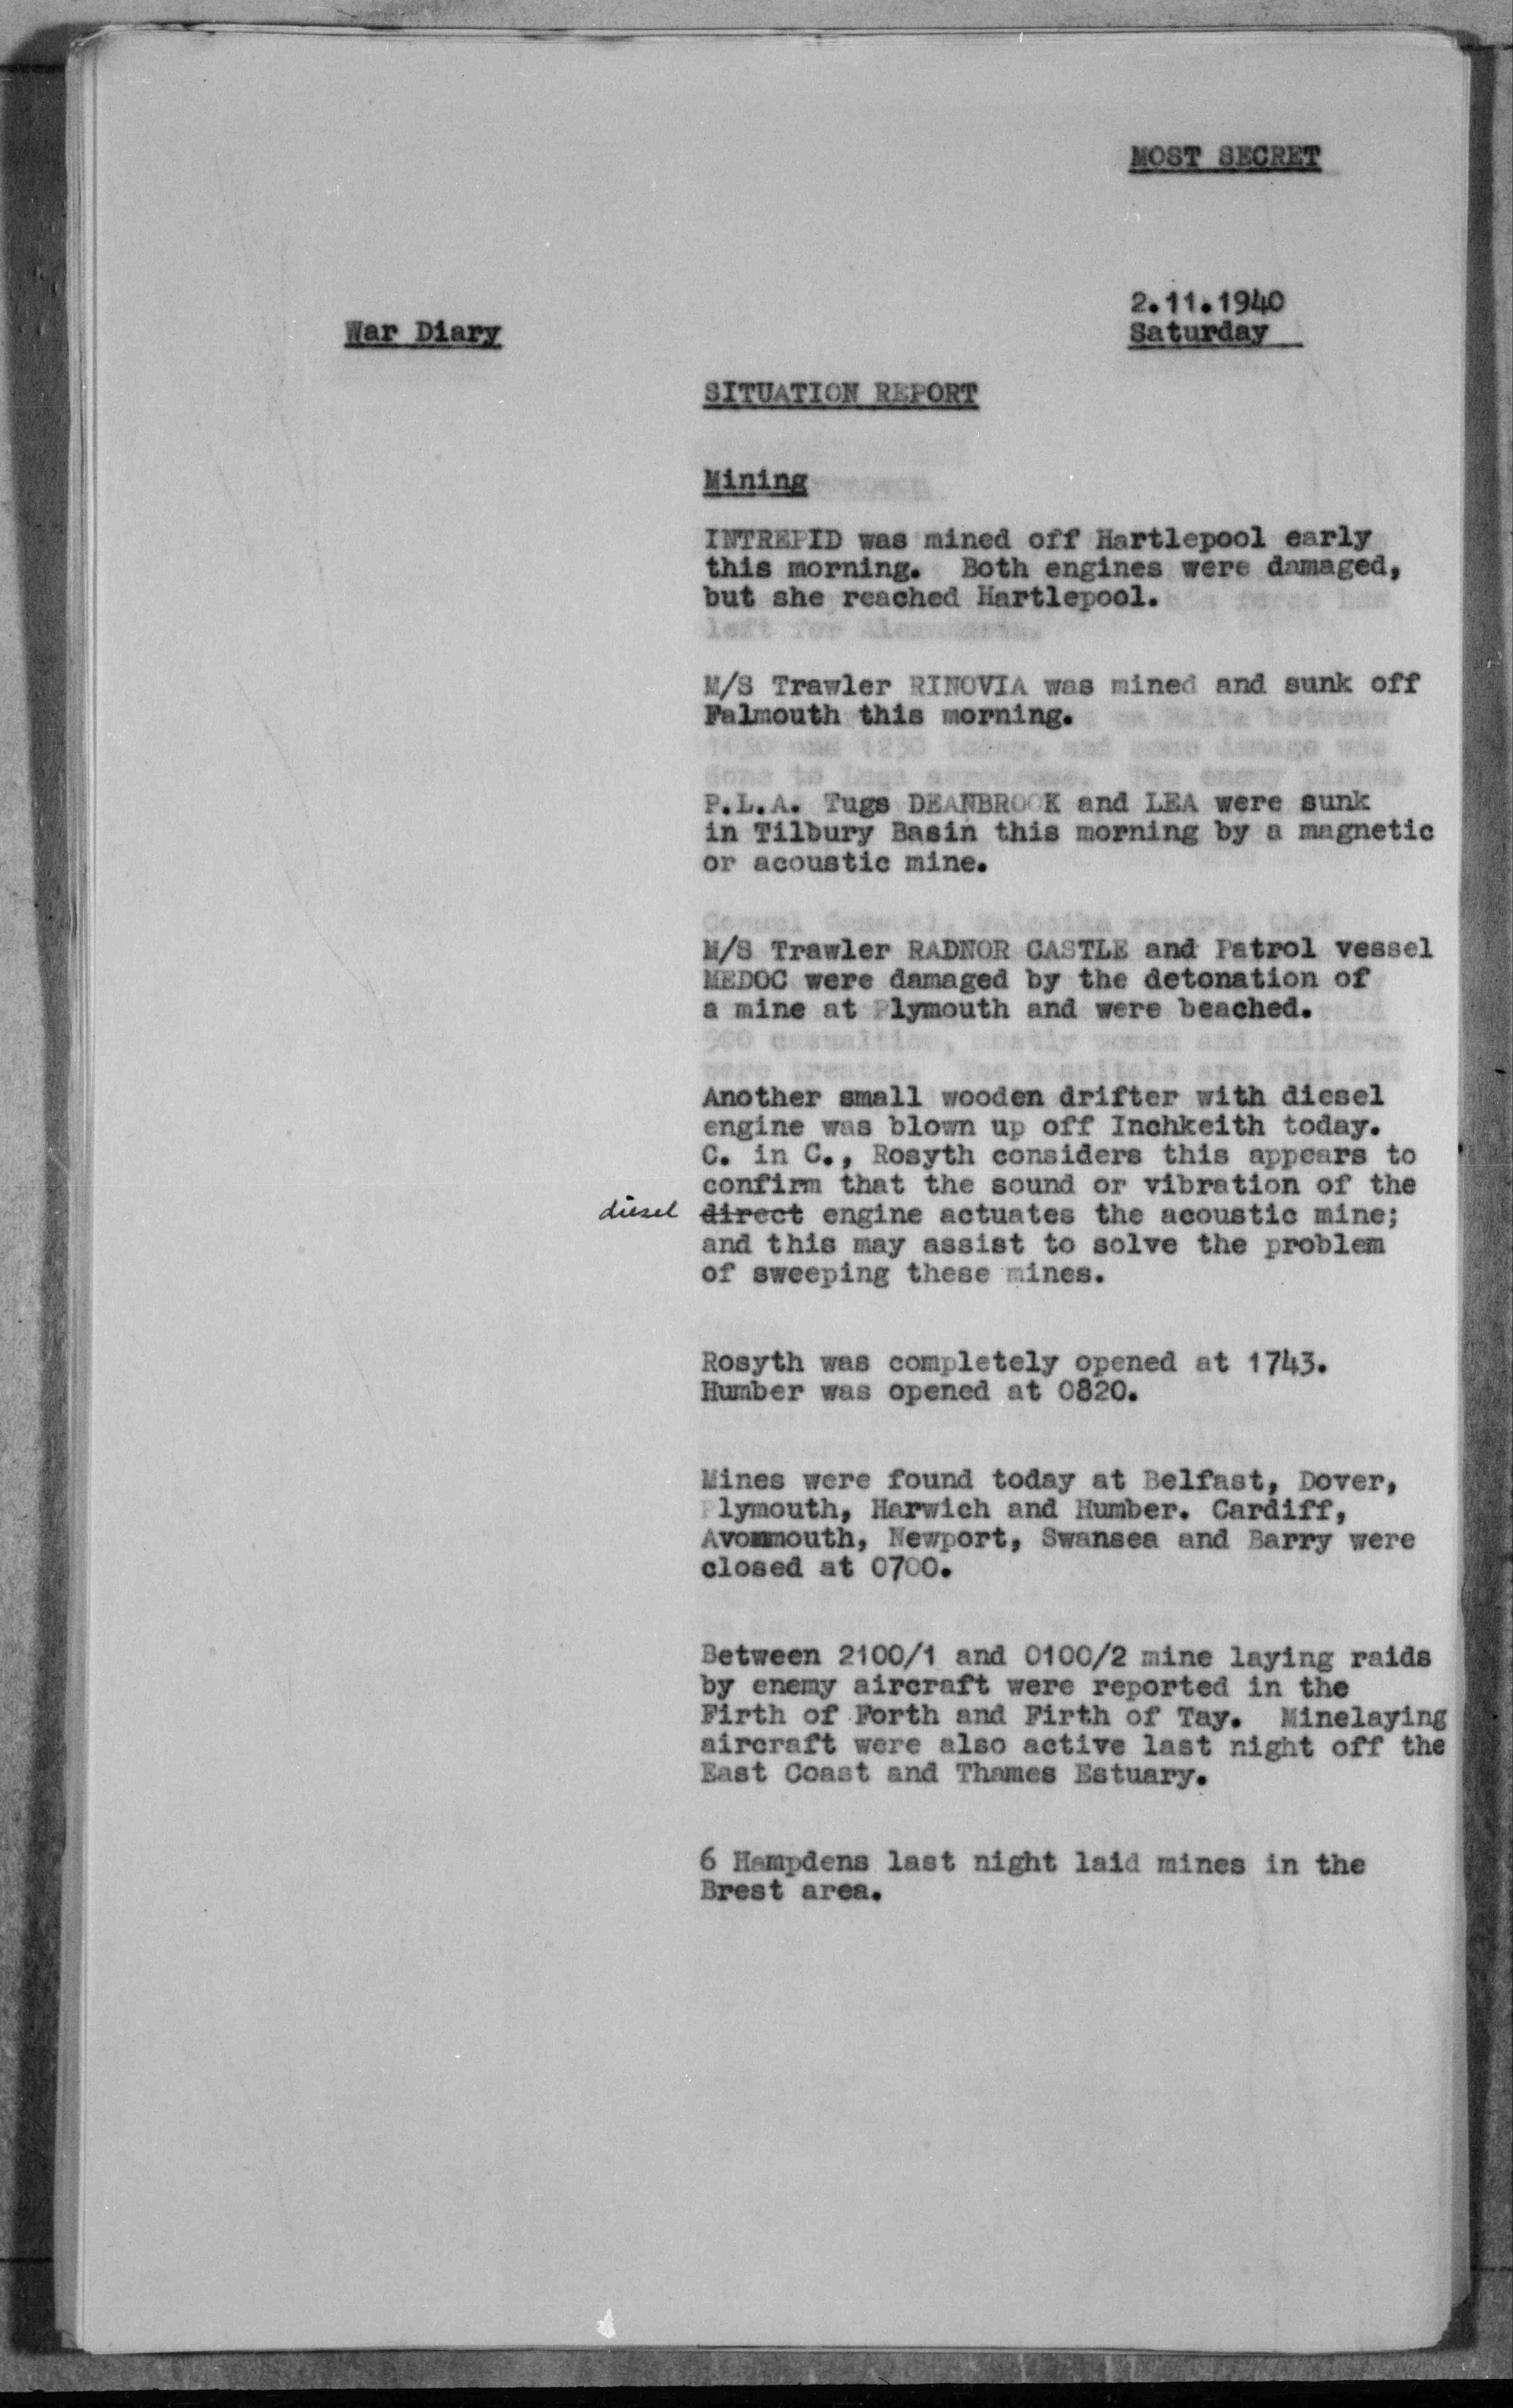 MOST SECRET
2.11.1940
War Diary
Saturday
SITUATION REPORT
Mining
INTREPID was mined off Hartlepool early
this morning. Both engines were damaged,
but she reached Hartlepool.
M/S Trawler RINOVIA was mined and sunk off
Falmouth this morning.
P.L.A. Tugs DEANBROOK and LEA were sunk
in Tilbury Basin this morning by a magnetic
or acoustic mine.
M/S Trawler RADNOR CASTLE and Patrol vessel
MEDOC were damaged by the detonation of
a mine at Plymouth and were beached.
Another small wooden drifter with diesel
engine was blown up off Inchkeith today.
C. in C., Rosyth considers this appears to
confirm that the sound or vibration of the
diesel direct engine actuates the acoustic mine;
and this may assist to solve the problem
of sweeping these mines.
Rosyth was completely opened at 1743.
Humber was opened at 0820.
Mines were found today at Belfast, Dover,
Plymouth, Harwich and Humber. Cardiff,
Avommouth, Newport, Swansea and Barry were
closed at 0700.
Between 2100/1 and 0100/2 mine laying raids
by enemy aircraft were reported in the
Firth of Forth and Firth of Tay. Minelaying
aircraft were also active last night off the
East Coast and Thames Estuary.
6 Hampdens last night laid mines in the
Brest area.